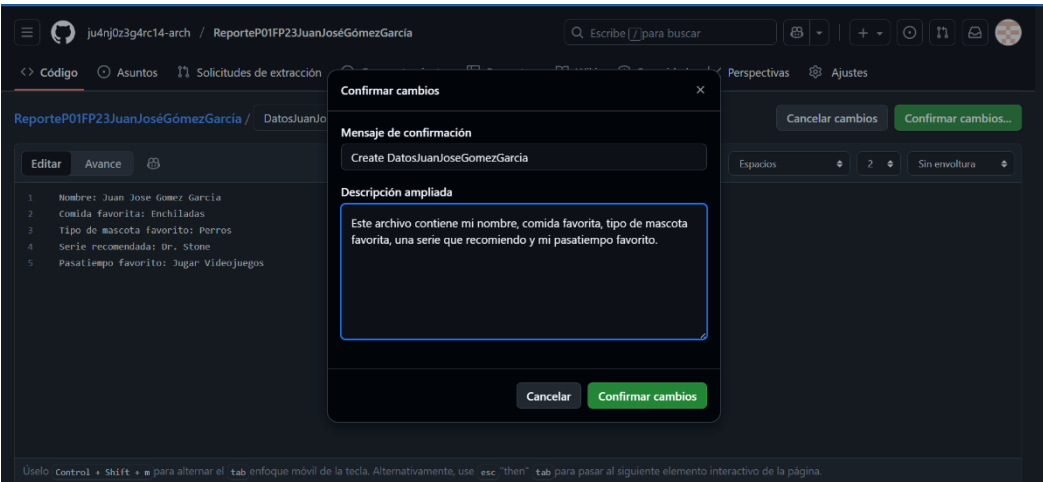 ju4nj0z3g4rc14-arch / ReporteP01FP23JuanJoséGómezGarcía
Escribe / para buscar
Código Asuntos Solicitudes de extracción Perspectivas Ajustes
ReporteP01FP23JuanJoséGómezGarcía / DatosJuanJo
Cancelar cambios Confirmar cambios...
Editar Avance
Espacios 2 Sin envoltura
1 Nombre: Juan Jose Gomez Garcia
2 Comida favorita: Enchiladas
3 Tipo de mascota favorito: Perros
4 Serie recomendada: Dr. Stone
5 Pasatiempo favorito: Jugar Videojuegos
Confirmar cambios
Mensaje de confirmación
Create DatosJuanJoseGomezGarcia
Descripción ampliada
Este archivo contiene mi nombre, comida favorita, tipo de mascota
favorita, una serie que recomiendo y mi pasatiempo favorito.
Cancelar Confirmar cambios
Úselo Control + Shift + m para alternar el tab enfoque móvil de la tecla. Alternativamente, use esc "then" tab para pasar al siguiente elemento interactivo de la página.